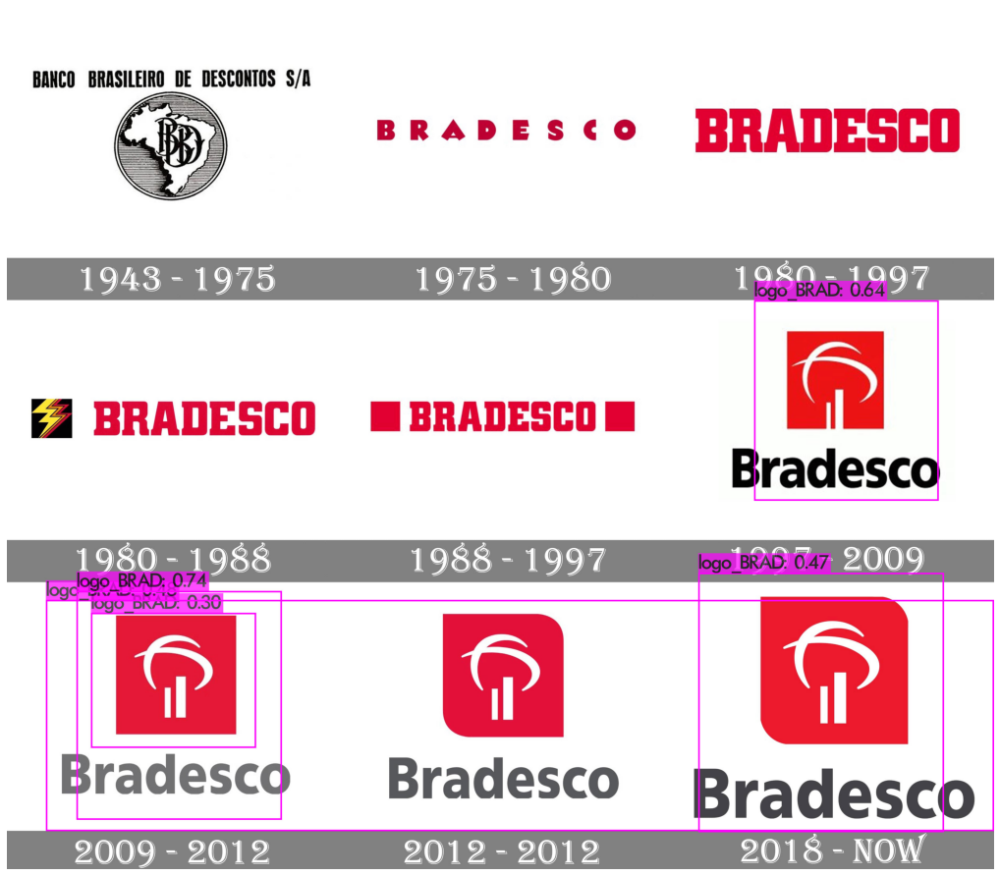 BANCO BRASILEIRO DE DESCONTOS S/A
BBD
BRADESCO
BRADESCO
1943 - 1975
1975 - 1980
1980 - 1997
logo_BRAD: 0.64
BRADESCO
BRADESCO
Bradesco
1980 - 1988
1988 - 1997
1997 - 2009
logo_BRAD: 0.74
logo_BRAD: 0.47
logo_BRAD: 0.30
Bradesco
Bradesco
Bradesco
2009 - 2012
2012 - 2012
2018 - NOW